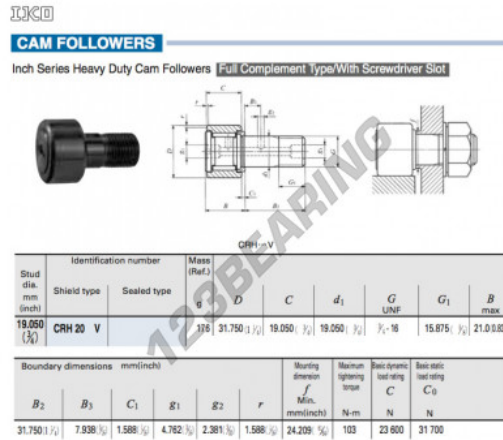 IKO
CAM FOLLOWERS
Inch Series Heavy Duty Cam Followers Full Complement Type/With Screwdriver Slot
CRH…V
123BEARING
Stud dia. mm (inch) Identification number Mass (Ref.) g
Shield type Sealed type D C d1 G UNF G1 B max
19.050 CRH 20 V 176 31.750 19.050 19.050 -16 15.875 21.0
Boundary dimensions mm(inch) Mounting dimension f Min. mm(inch) Maximum tightening torque N-m Basic dynamic load rating C N Basic static load rating C0 N
B2 B3 C1 g1 g2 r
31.750 7.938 1.588 4.762 2.381 1.588 24.209 103 23 600 31 700